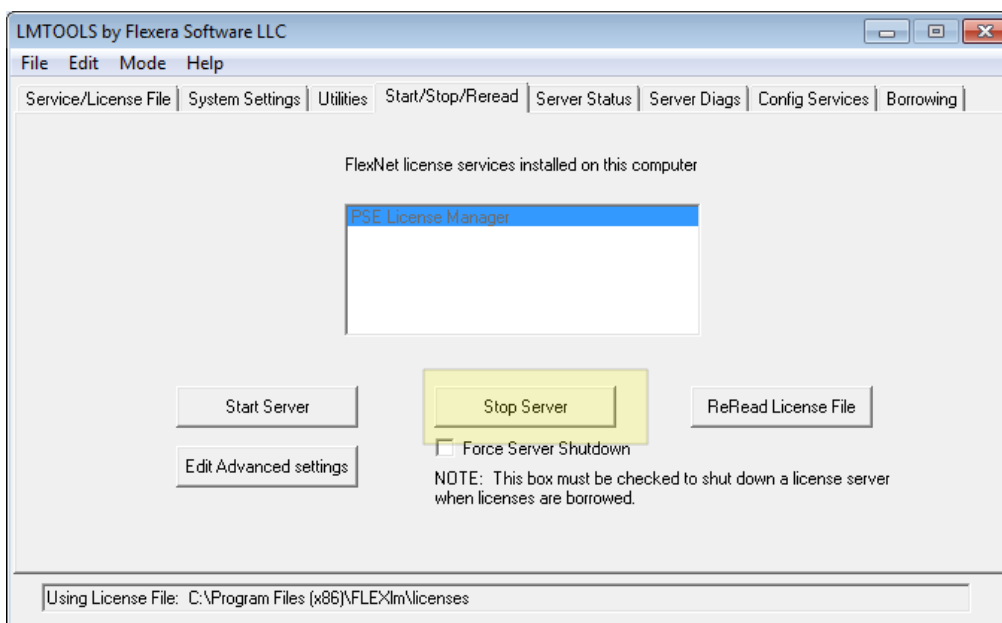 LMTOOLS by Flexera Software LLC
File Edit Mode Help
Service/License File System Settings Utilities Start/Stop/Reread Server Status Server Diags Config Services Borrowing
FlexNet license services installed on this computer
PSE License Manager
Start Server Stop Server ReRead License File
Force Server Shutdown
Edit Advanced settings
NOTE: This box must be checked to shut down a license server
when licenses are borrowed.
Using License File: C:\Program Files (x86)\FLEXlm\licenses